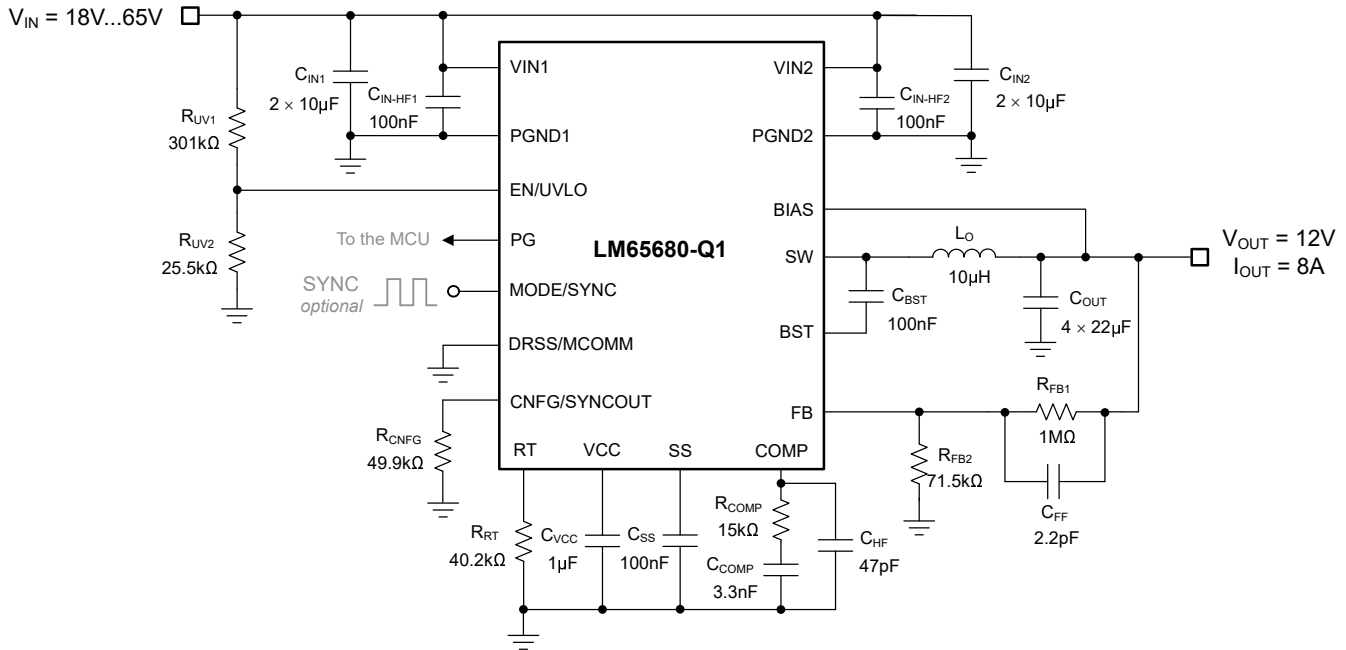 V_IN = 18V...65V
VIN1
VIN2
C_IN1
2 × 10µF
C_IN-HF1
100nF
C_IN-HF2
100nF
C_IN2
2 × 10µF
R_UV1
301kΩ
PGND1
PGND2
EN/UVLO
BIAS
R_UV2
25.5kΩ
To the MCU
PG
LM65680-Q1
SW
L_O
10µH
V_OUT = 12V
I_OUT = 8A
SYNC
optional
MODE/SYNC
C_BST
100nF
C_OUT
4 × 22µF
BST
DRSS/MCOMM
R_FB1
1MΩ
CNFG/SYNCOUT
FB
R_CNFG
49.9kΩ
RT
VCC
SS
COMP
R_FB2
71.5kΩ
C_FF
2.2pF
R_RT
40.2kΩ
C_VCC
1µF
C_SS
100nF
R_COMP
15kΩ
C_COMP
3.3nF
C_HF
47pF